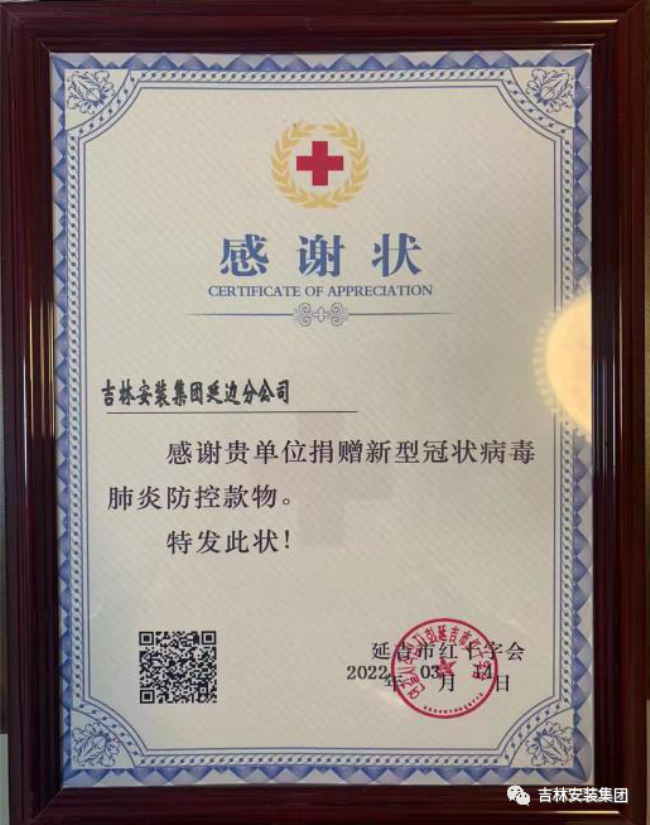 感谢状
CERTIFICATE OF APPRECIATION
吉林安装集团延边分公司
感谢贵单位捐赠新型冠状病毒
肺炎防控款物。
特发此状!
延吉市红十字会
2022年03月14日
吉林安装集团